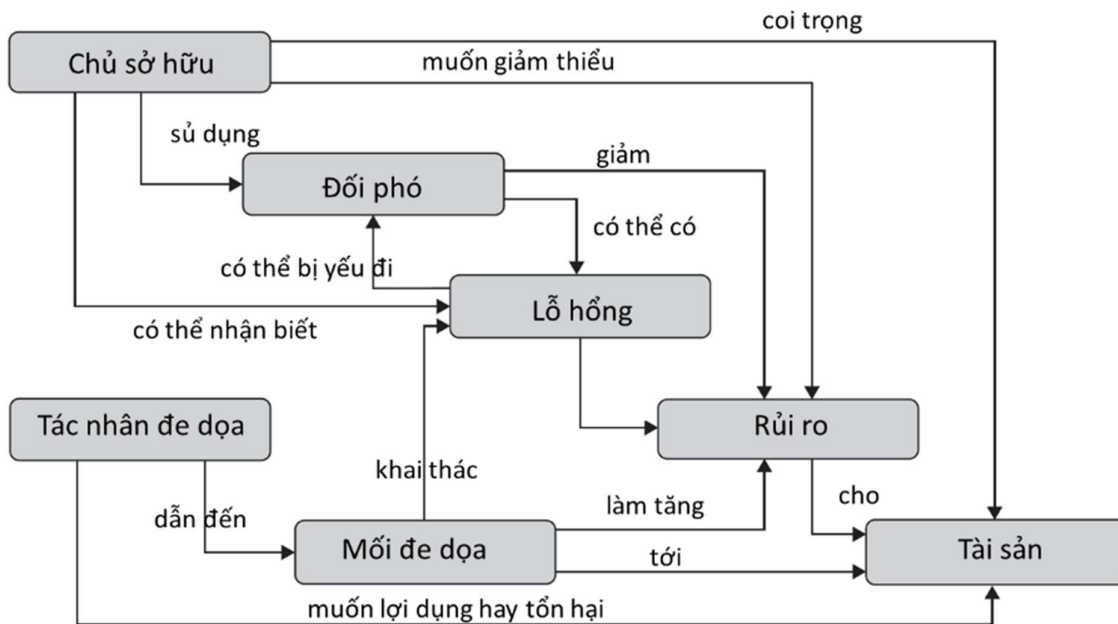 coi trọng
Chủ sở hữu
muốn giảm thiểu
sủ dụng
giảm
Đối phó
có thể có
có thể bị yếu đi
Lỗ hổng
có thể nhận biết
Tác nhân đe dọa
Rủi ro
khai thác
cho
làm tăng
dẫn đến
Mối đe dọa
tới
Tài sản
muốn lợi dụng hay tổn hại